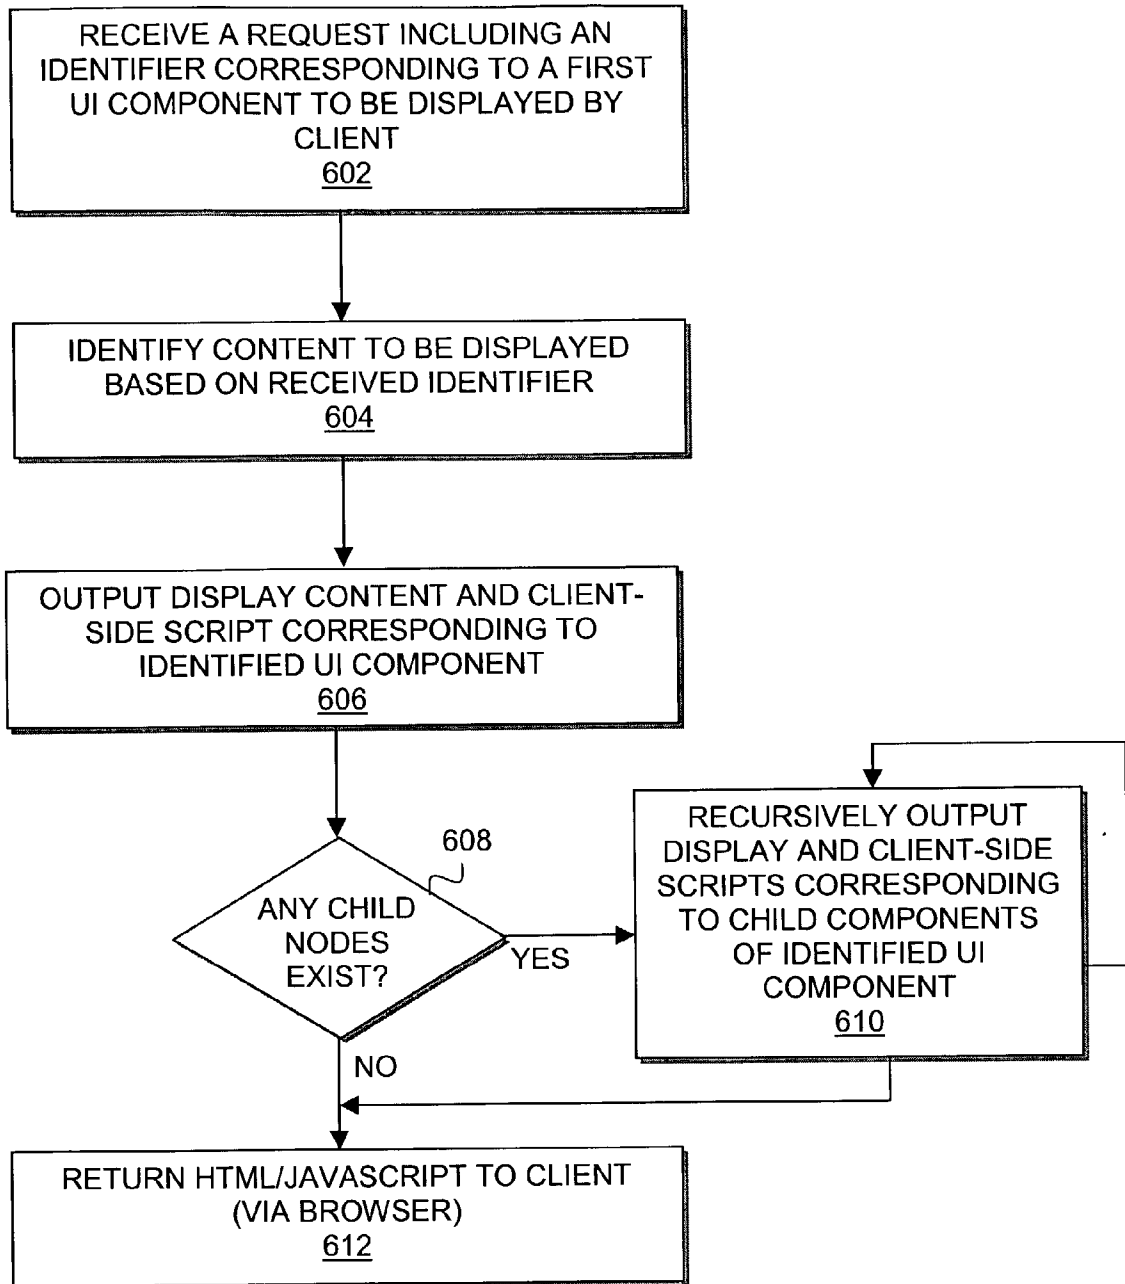 RECEIVE A REQUEST INCLUDING AN
IDENTIFIER CORRESPONDING TO A FIRST
UI COMPONENT TO BE DISPLAYED BY
CLIENT
602
IDENTIFY CONTENT TO BE DISPLAYED
BASED ON RECEIVED IDENTIFIER
604
OUTPUT DISPLAY CONTENT AND CLIENT-
SIDE SCRIPT CORRESPONDING TO
IDENTIFIED UI COMPONENT
606
608
ANY CHILD
NODES
EXIST?
YES
NO
RECURSIVELY OUTPUT
DISPLAY AND CLIENT-SIDE
SCRIPTS CORRESPONDING
TO CHILD COMPONENTS
OF IDENTIFIED UI
COMPONENT
610
RETURN HTML/JAVASCRIPT TO CLIENT
(VIA BROWSER)
612